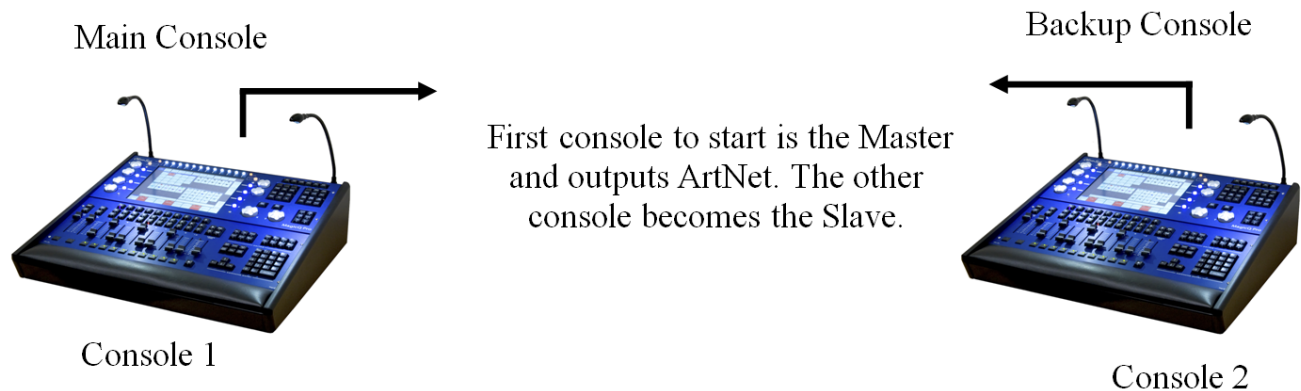 Main Console
Backup Console
First console to start is the Master
and outputs ArtNet. The other
console becomes the Slave.
Console 1
Console 2